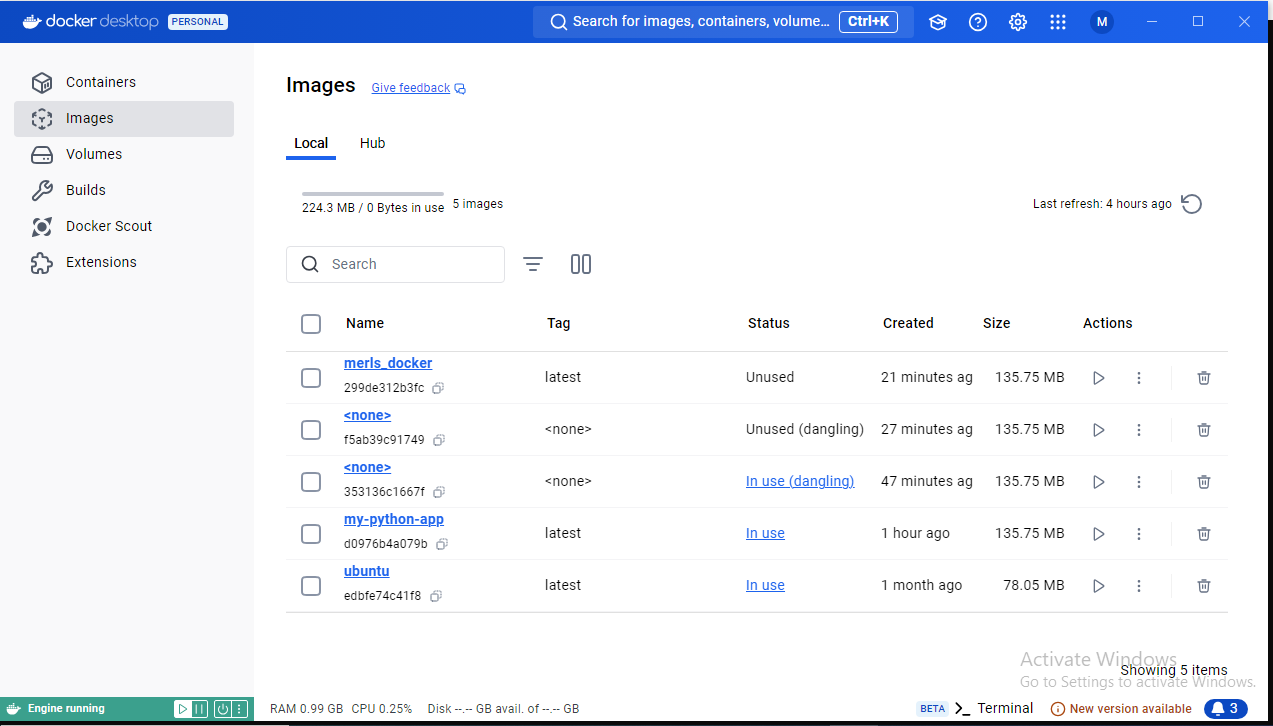 docker desktop PERSONAL Search for images, containers, volume... Ctrl+K M
Containers
Images
Volumes
Builds
Docker Scout
Extensions
Images Give feedback
Local Hub
224.3 MB / 0 Bytes in use 5 images Last refresh: 4 hours ago
Search
Name Tag Status Created Size Actions
merls_docker
299de312b3fc latest Unused 21 minutes ag 135.75 MB
<none>
f5ab39c91749 <none> Unused (dangling) 27 minutes ag 135.75 MB
<none>
353136c1667f <none> In use (dangling) 47 minutes ag 135.75 MB
my-python-app
d0976b4a079b latest In use 1 hour ago 135.75 MB
ubuntu
edbfe74c41f8 latest In use 1 month ago 78.05 MB
Activate Windows
Showing 5 items
Go to Settings to activate Windows.
Engine running RAM 0.99 GB CPU 0.25% Disk --.-- GB avail. of --.-- GB BETA Terminal New version available 3